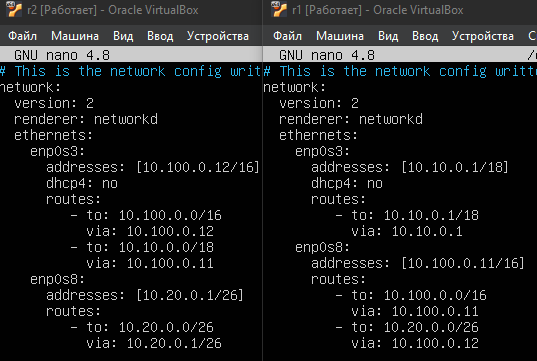 r2 [Работает] - Oracle VirtualBox
Файл Машина Вид Ввод Устройства
GNU nano 4.8
# This is the network config writ
network:
  version: 2
  renderer: networkd
  ethernets:
    enp0s3:
      addresses: [10.100.0.12/16]
      dhcp4: no
      routes:
         - to: 10.100.0.0/16
           via: 10.100.0.12
         - to: 10.10.0.0/18
           via: 10.100.0.11
    enp0s8:
      addresses: [10.20.0.1/26]
      routes:
         - to: 10.20.0.0/26
           via: 10.20.0.1/26
r1 [Работает] - Oracle VirtualBox
Файл Машина Вид Ввод Устройства С
GNU nano 4.8 /
# This is the network config writt
network:
  version: 2
  renderer: networkd
  ethernets:
    enp0s3:
      addresses: [10.10.0.1/18]
      dhcp4: no
      routes:
         - to: 10.10.0.1/18
           via: 10.10.0.1
    enp0s8:
      addresses: [10.100.0.11/16]
      routes:
         - to: 10.100.0.0/16
           via: 10.100.0.11
         - to: 10.20.0.0/26
           via: 10.100.0.12